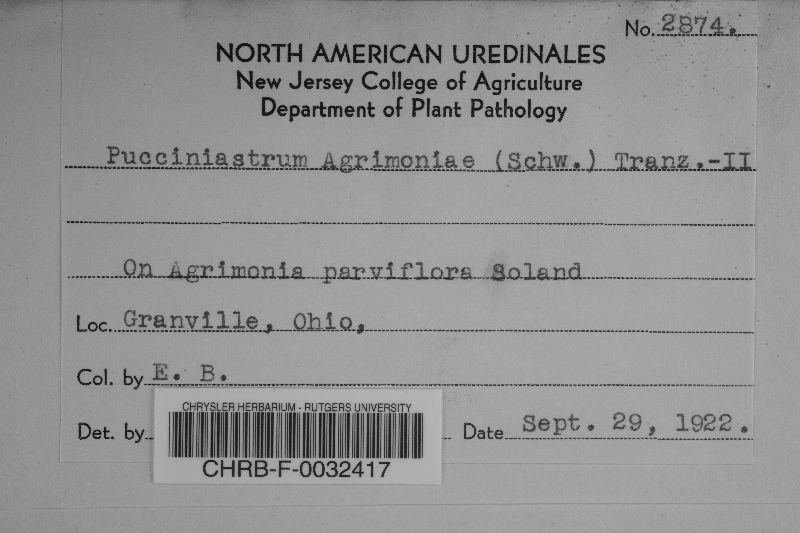 No. 2874.
NORTH AMERICAN UREDINALES
New Jersey College of Agriculture
Department of Plant Pathology
Pucciniastrum Agrimoniae (Schw.) Tranz.-II
On Agrimonia parviflora Soland
Loc. Granville, Ohio,
Col. by E. B.
Det. by
Date Sept. 29, 1922.
CHRYSLER HERBARIUM - RUTGERS UNIVERSITY
CHRB-F-0032417